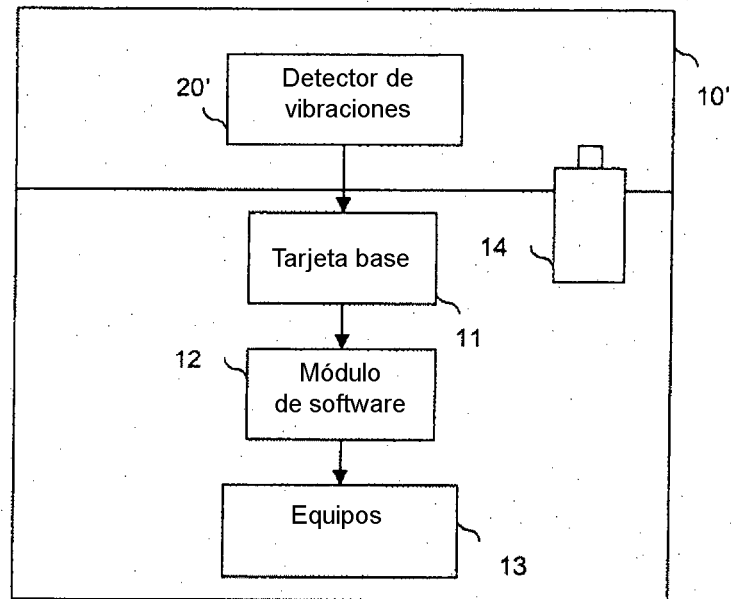 Detector de
vibraciones
20'
10'
Tarjeta base
14
11
12
Módulo
de software
Equipos
13